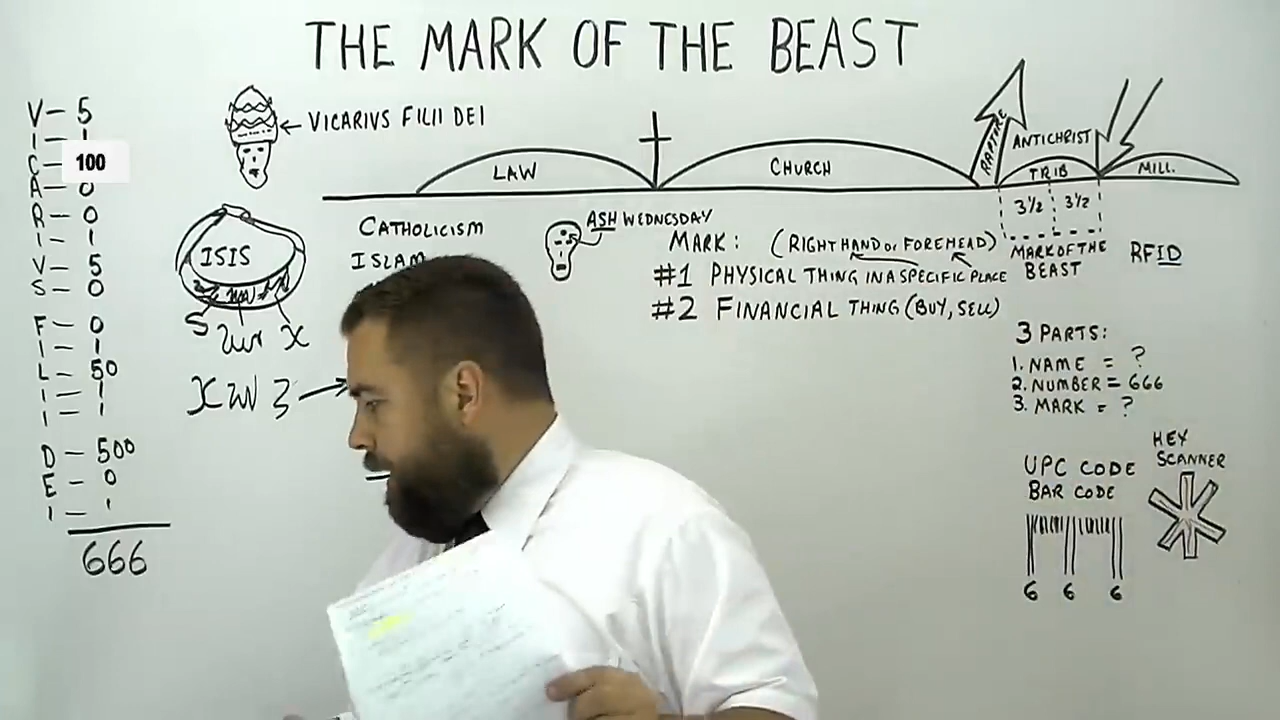 THE MARK OF THE BEAST
V – 5
I – 1
C – 100
A – 0
R – 0
I – 1
V – 5
S – 0
F – 0
I – 1
L – 50
I – 1
I – 1
D – 500
E – 0
I – 1
666
VICARIVS FILII DEI
LAW
CHURCH
RAPTURE
ANTICHRIST
TRIB
MILL.
3½ 3½
MARK OF THE
BEAST
RFID
ISIS
S
X
CATHOLICISM
ISLAM
ASH WEDNESDAY
MARK: (RIGHT HAND OR FOREHEAD)
#1 PHYSICAL THING IN A SPECIFIC PLACE
#2 FINANCIAL THING (BUY, SELL)
3 PARTS:
1. NAME = ?
2. NUMBER = 666
3. MARK = ?
UPC CODE
BAR CODE
6 6 6
HEX
SCANNER